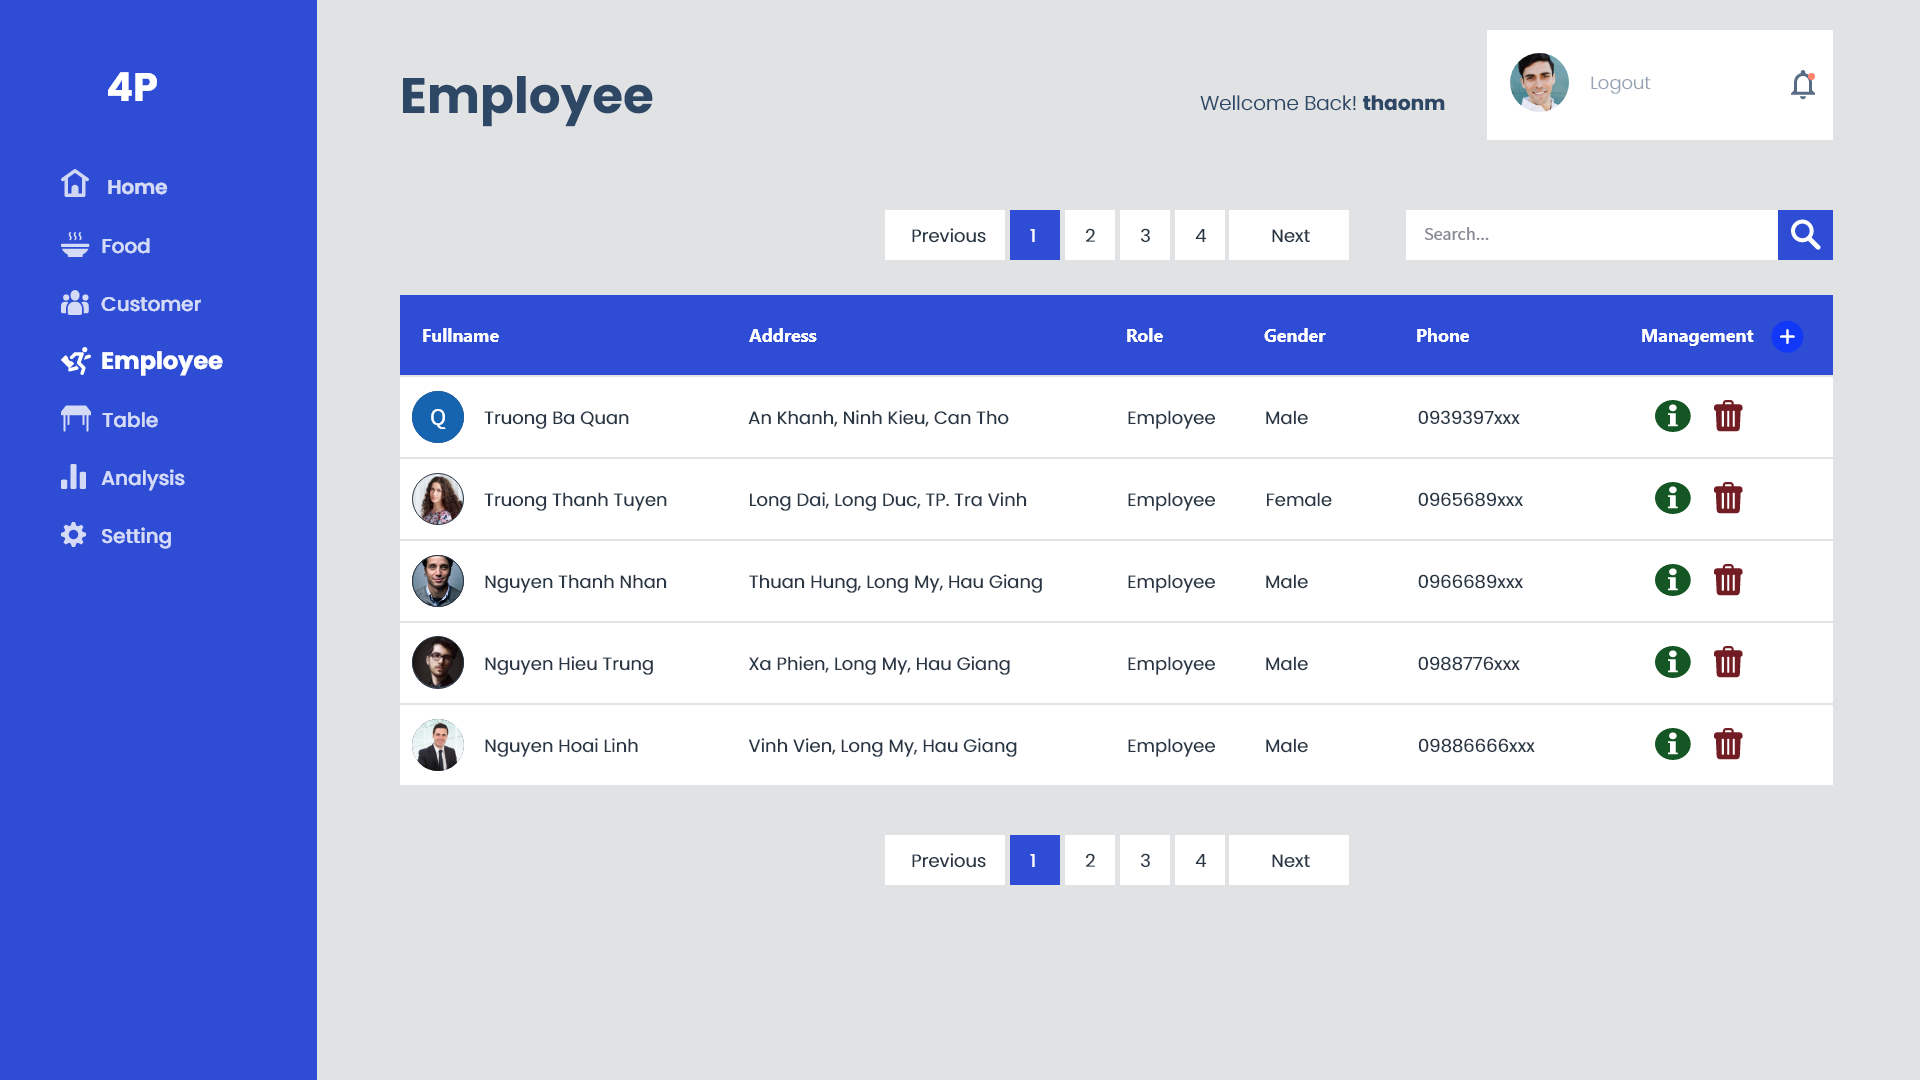 4P
Home
Food
Customer
Employee
Table
Analysis
Setting
Employee
Wellcome Back! thaonm
Logout
Previous 1 2 3 4 Next
Search...
Fullname Address Role Gender Phone Management
Q Truong Ba Quan An Khanh, Ninh Kieu, Can Tho Employee Male 0939397xxx
Truong Thanh Tuyen Long Dai, Long Duc, TP. Tra Vinh Employee Female 0965689xxx
Nguyen Thanh Nhan Thuan Hung, Long My, Hau Giang Employee Male 0966689xxx
Nguyen Hieu Trung Xa Phien, Long My, Hau Giang Employee Male 0988776xxx
Nguyen Hoai Linh Vinh Vien, Long My, Hau Giang Employee Male 09886666xxx
Previous 1 2 3 4 Next